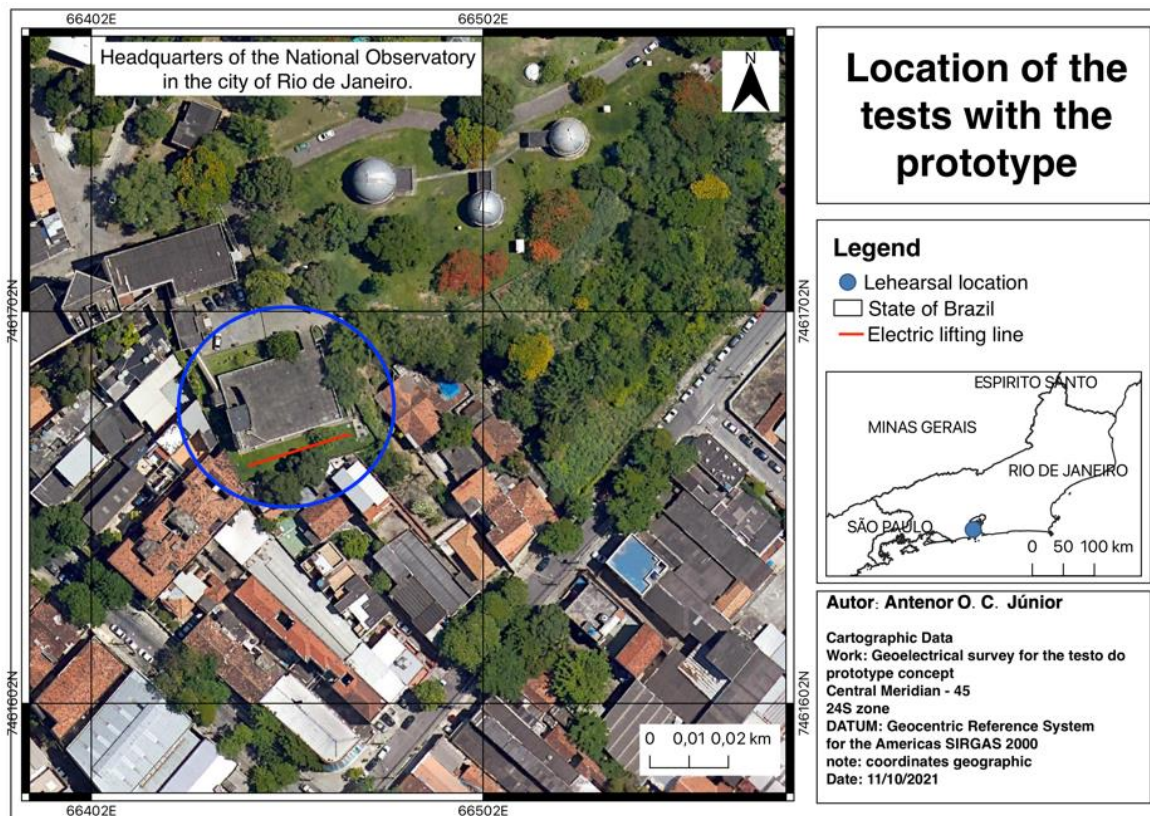 66402E
66502E
Headquarters of the National Observatory
in the city of Rio de Janeiro.
N
7461702N
7461702N
7461602N
7461602N
0 0,01 0,02 km
66402E
66502E
Location of the
tests with the
prototype
Legend
Lehearsal location
State of Brazil
Electric lifting line
ESPIRITO SANTO
MINAS GERAIS
RIO DE JANEIRO
SÃO PAULO
0 50 100 km
Autor: Antenor O. C. Júnior
Cartographic Data
Work: Geoelectrical survey for the testo do
prototype concept
Central Meridian - 45
24S zone
DATUM: Geocentric Reference System
for the Americas SIRGAS 2000
note: coordinates geographic
Date: 11/10/2021